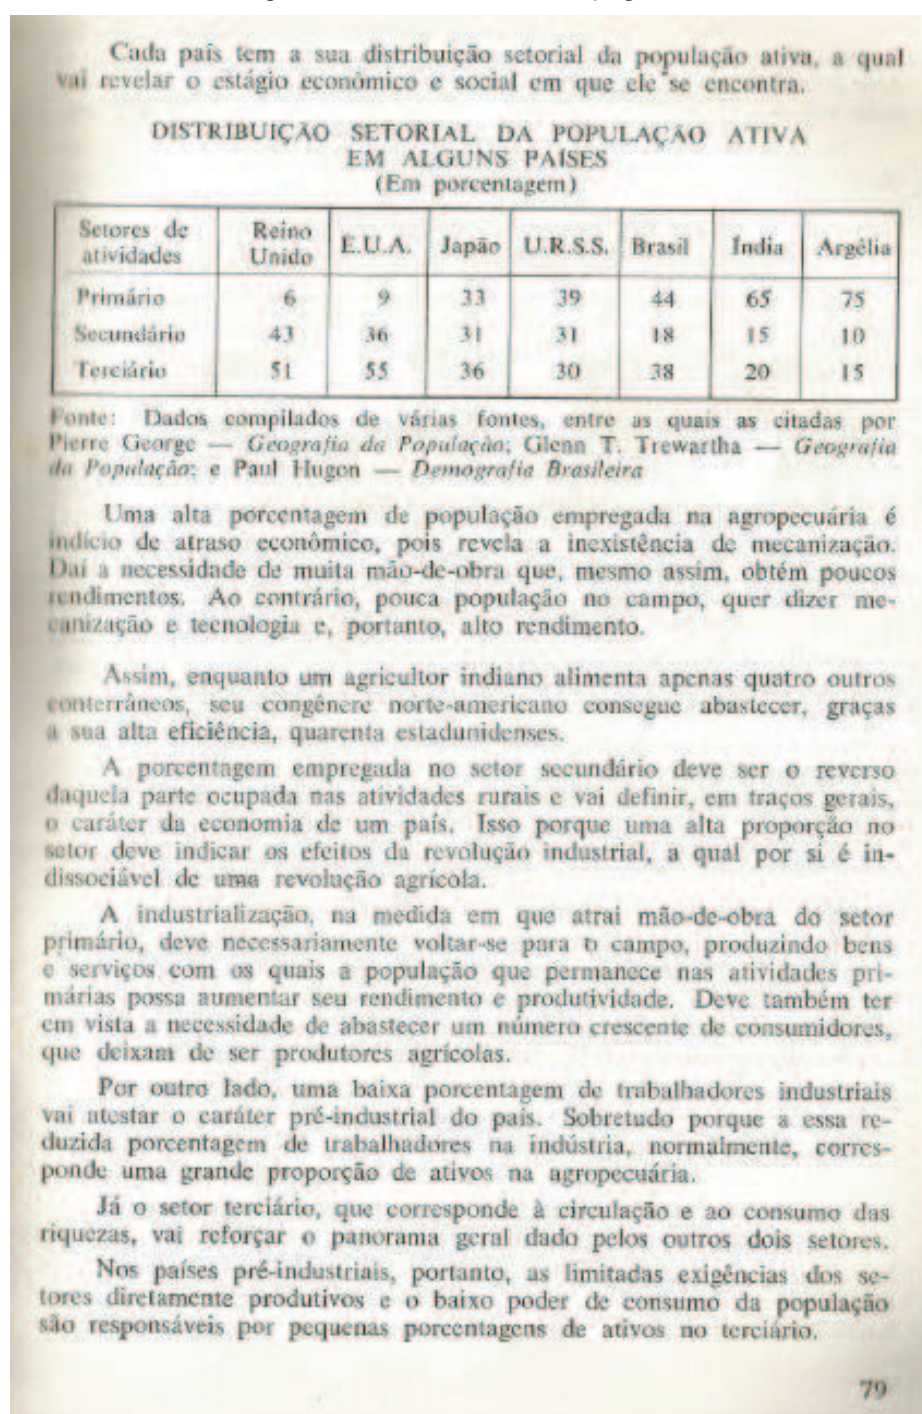 Cada país tem a sua distribuição setorial da população ativa, a qual
vai revelar o estágio econômico e social em que ele se encontra.
DISTRIBUIÇÃO SETORIAL DA POPULAÇÃO ATIVA
EM ALGUNS PAÍSES
(Em porcentagem)
Setores de atividades Reino Unido E.U.A. Japão U.R.S.S. Brasil Índia Argélia
Primário 6 9 33 39 44 65 75
Secundário 43 36 31 31 18 15 10
Terciário 51 55 36 30 38 20 15
Fonte: Dados compilados de várias fontes, entre as quais as citadas por
Pierre George — Geografia da População; Glenn T. Trewartha — Geografia
da População; e Paul Hugon — Demografia Brasileira
Uma alta porcentagem de população empregada na agropecuária é
indício de atraso econômico, pois revela a inexistência de mecanização.
Daí a necessidade de muita mão-de-obra que, mesmo assim, obtém poucos
rendimentos. Ao contrário, pouca população no campo, quer dizer me-
canização e tecnologia e, portanto, alto rendimento.
Assim, enquanto um agricultor indiano alimenta apenas quatro outros
conterrâneos, seu congênere norte-americano consegue abastecer, graças
a sua alta eficiência, quarenta estadunidenses.
A porcentagem empregada no setor secundário deve ser o reverso
daquela parte ocupada nas atividades rurais e vai definir, em traços gerais,
o caráter da economia de um país. Isso porque uma alta proporção no
setor deve indicar os efeitos da revolução industrial, a qual por si é in-
dissociável de uma revolução agrícola.
A industrialização, na medida em que atrai mão-de-obra do setor
primário, deve necessariamente voltar-se para o campo, produzindo bens
e serviços com os quais a população que permanece nas atividades pri-
márias possa aumentar seu rendimento e produtividade. Deve também ter
em vista a necessidade de abastecer um número crescente de consumidores,
que deixam de ser produtores agrícolas.
Por outro lado, uma baixa porcentagem de trabalhadores industriais
vai atestar o caráter pré-industrial do país. Sobretudo porque a essa re-
duzida porcentagem de trabalhadores na indústria, normalmente, corres-
ponde uma grande proporção de ativos na agropecuária.
Já o setor terciário, que corresponde à circulação e ao consumo das
riquezas, vai reforçar o panorama geral dado pelos outros dois setores.
Nos países pré-industriais, portanto, as limitadas exigências dos se-
tores diretamente produtivos e o baixo poder de consumo da população
são responsáveis por pequenas porcentagens de ativos no terciário.
79